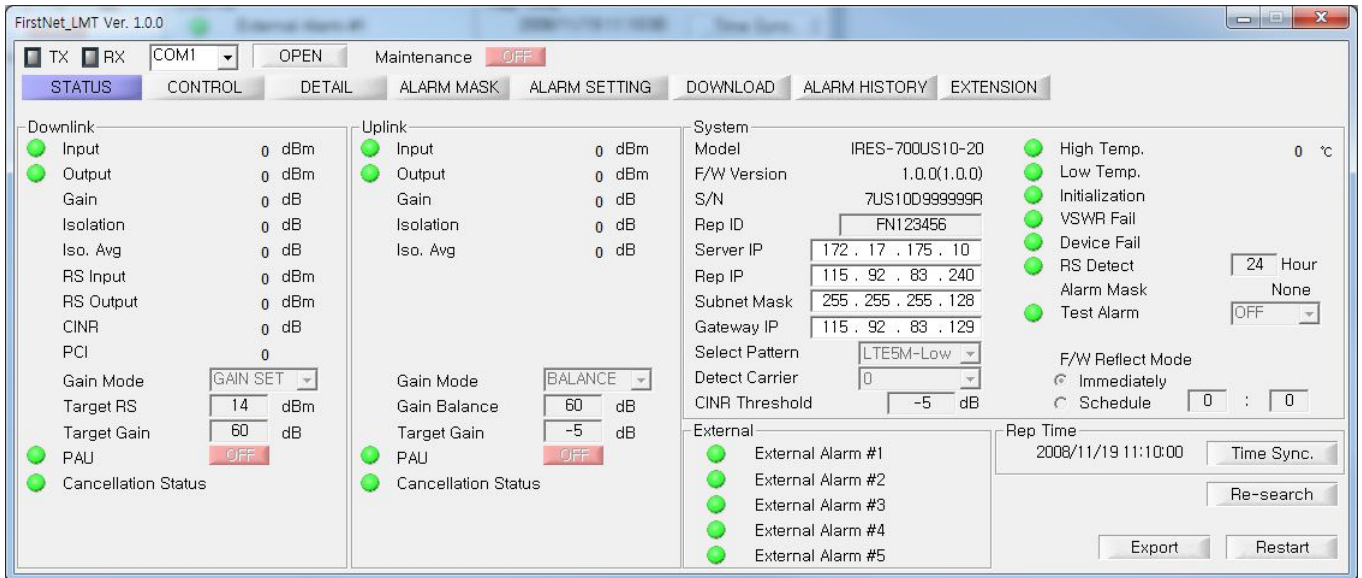 FirstNet_LMT Ver. 1.0.0
TX RX COM1 OPEN Maintenance OFF
STATUS CONTROL DETAIL ALARM MASK ALARM SETTING DOWNLOAD ALARM HISTORY EXTENSION
Downlink
Input 0 dBm
Output 0 dBm
Gain 0 dB
Isolation 0 dB
Iso. Avg 0 dB
RS Input 0 dBm
RS Output 0 dBm
CINR 0 dB
PCI 0
Gain Mode GAIN SET
Target RS 14 dBm
Target Gain 60 dB
PAU OFF
Cancellation Status
Uplink
Input 0 dBm
Output 0 dBm
Gain 0 dB
Isolation 0 dB
Iso. Avg 0 dB
Gain Mode BALANCE
Gain Balance 60 dB
Target Gain -5 dB
PAU OFF
Cancellation Status
System
Model IRES-700US10-20
F/W Version 1.0.0(1.0.0)
S/N 7US10D999999R
Rep ID FN123456
Server IP 172 . 17 . 175 . 10
Rep IP 115 . 92 . 83 . 240
Subnet Mask 255 . 255 . 255 . 128
Gateway IP 115 . 92 . 83 . 129
Select Pattern LTE5M-Low
Detect Carrier 0
CINR Threshold -5 dB
High Temp. 0 ℃
Low Temp.
Initialization
VSWR Fail
Device Fail
RS Detect 24 Hour
Alarm Mask None
Test Alarm OFF
F/W Reflect Mode
Immediately
Schedule 0 : 0
External
External Alarm #1
External Alarm #2
External Alarm #3
External Alarm #4
External Alarm #5
Rep Time
2008/11/19 11:10:00 Time Sync.
Re-search
Export Restart